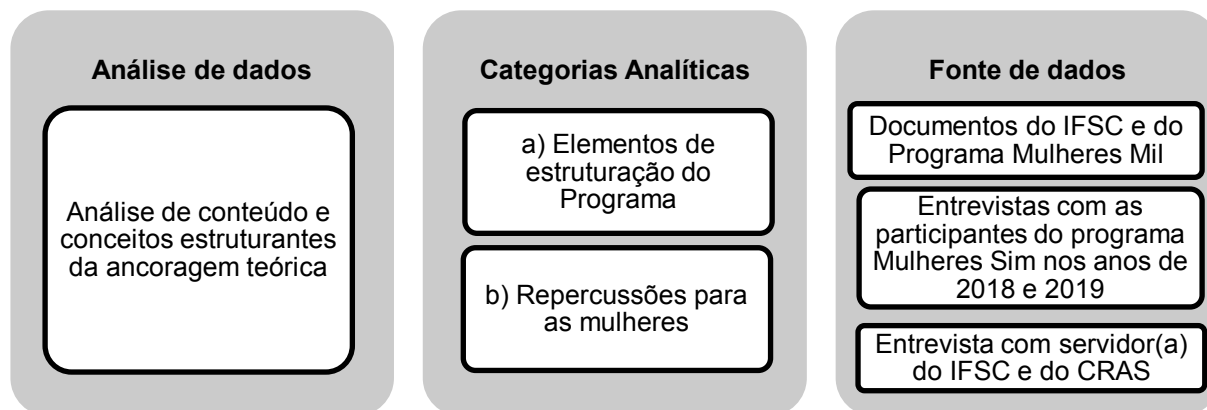 Análise de dados
Análise de conteúdo e
conceitos estruturantes
da ancoragem teórica
Categorias Analíticas
a) Elementos de
estruturação do
Programa
b) Repercussões para
as mulheres
Fonte de dados
Documentos do IFSC e do
Programa Mulheres Mil
Entrevistas com as
participantes do programa
Mulheres Sim nos anos de
2018 e 2019
Entrevista com servidor(a)
do IFSC e do CRAS